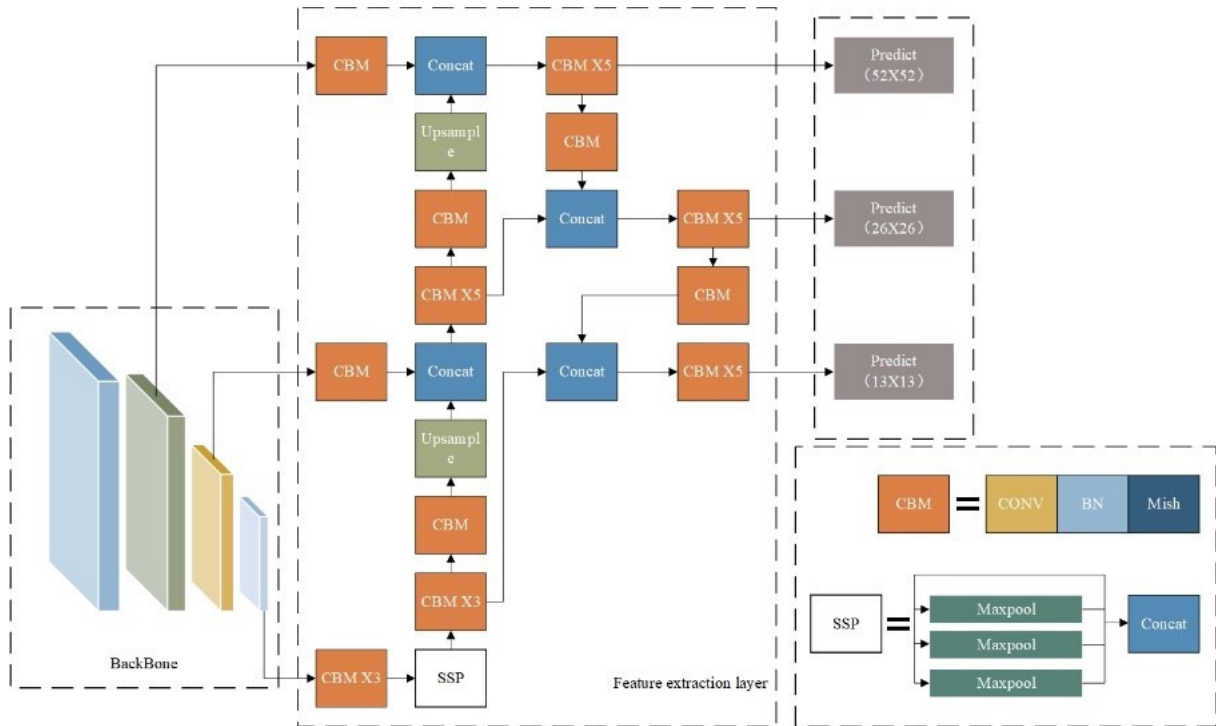 CBM
Concat
CBM X5
Predict
（52X52）
Upsampl
e
CBM
CBM
Concat
CBM X5
Predict
（26X26）
CBM X5
CBM
CBM
Concat
Concat
CBM X5
Predict
（13X13）
Upsampl
e
CBM
CBM X3
CBM X3
SSP
BackBone
Feature extraction layer
CBM
=
CONV
BN
Mish
SSP
=
Maxpool
Maxpool
Maxpool
Concat